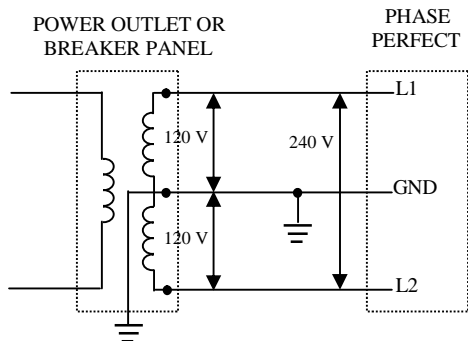 POWER OUTLET OR
BREAKER PANEL
PHASE
PERFECT
L1
120 V
240 V
GND
120 V
L2